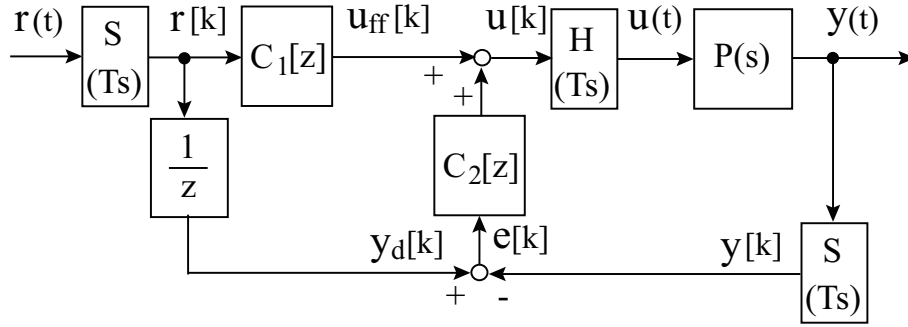 r(t)
S
(Ts)
r[k]
C1[z]
uff[k]
+
+
u[k]
H
(Ts)
u(t)
P(s)
y(t)
1
z
C2[z]
yd[k]
e[k]
+
-
y[k]
S
(Ts)